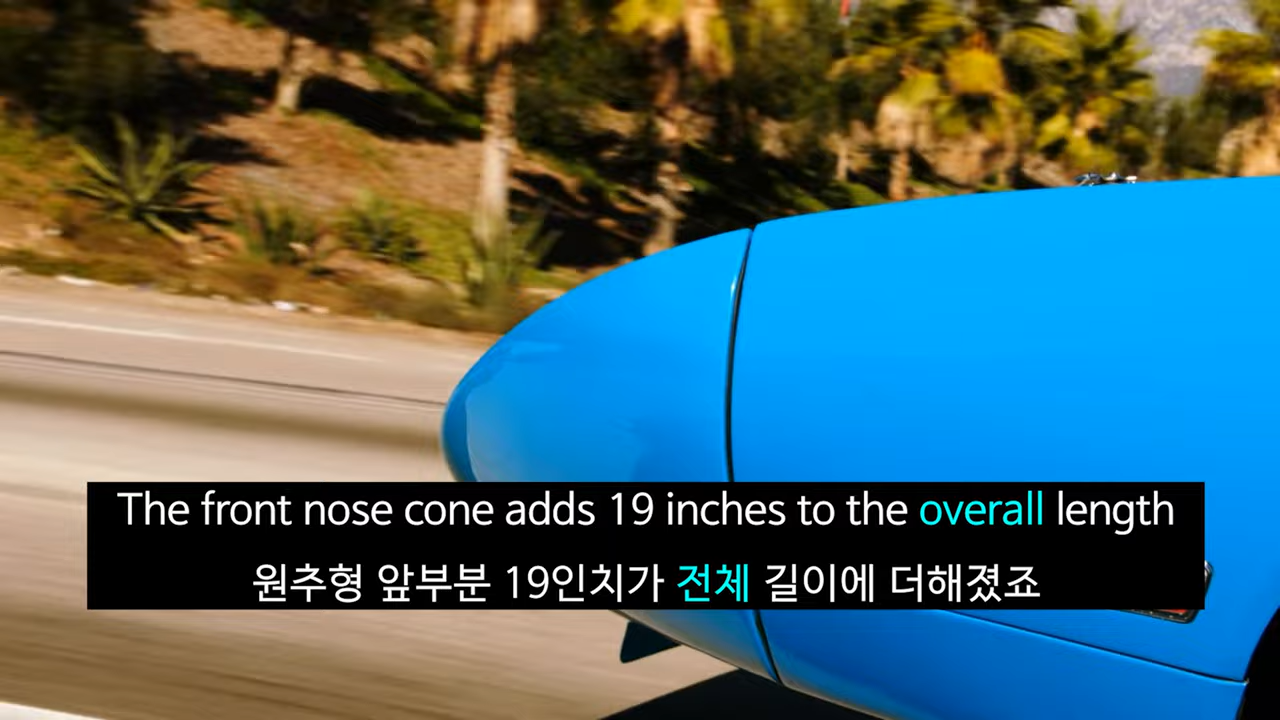 The front nose cone adds 19 inches to the overall length
원추형 앞부분 19인치가 전체 길이에 더해졌죠